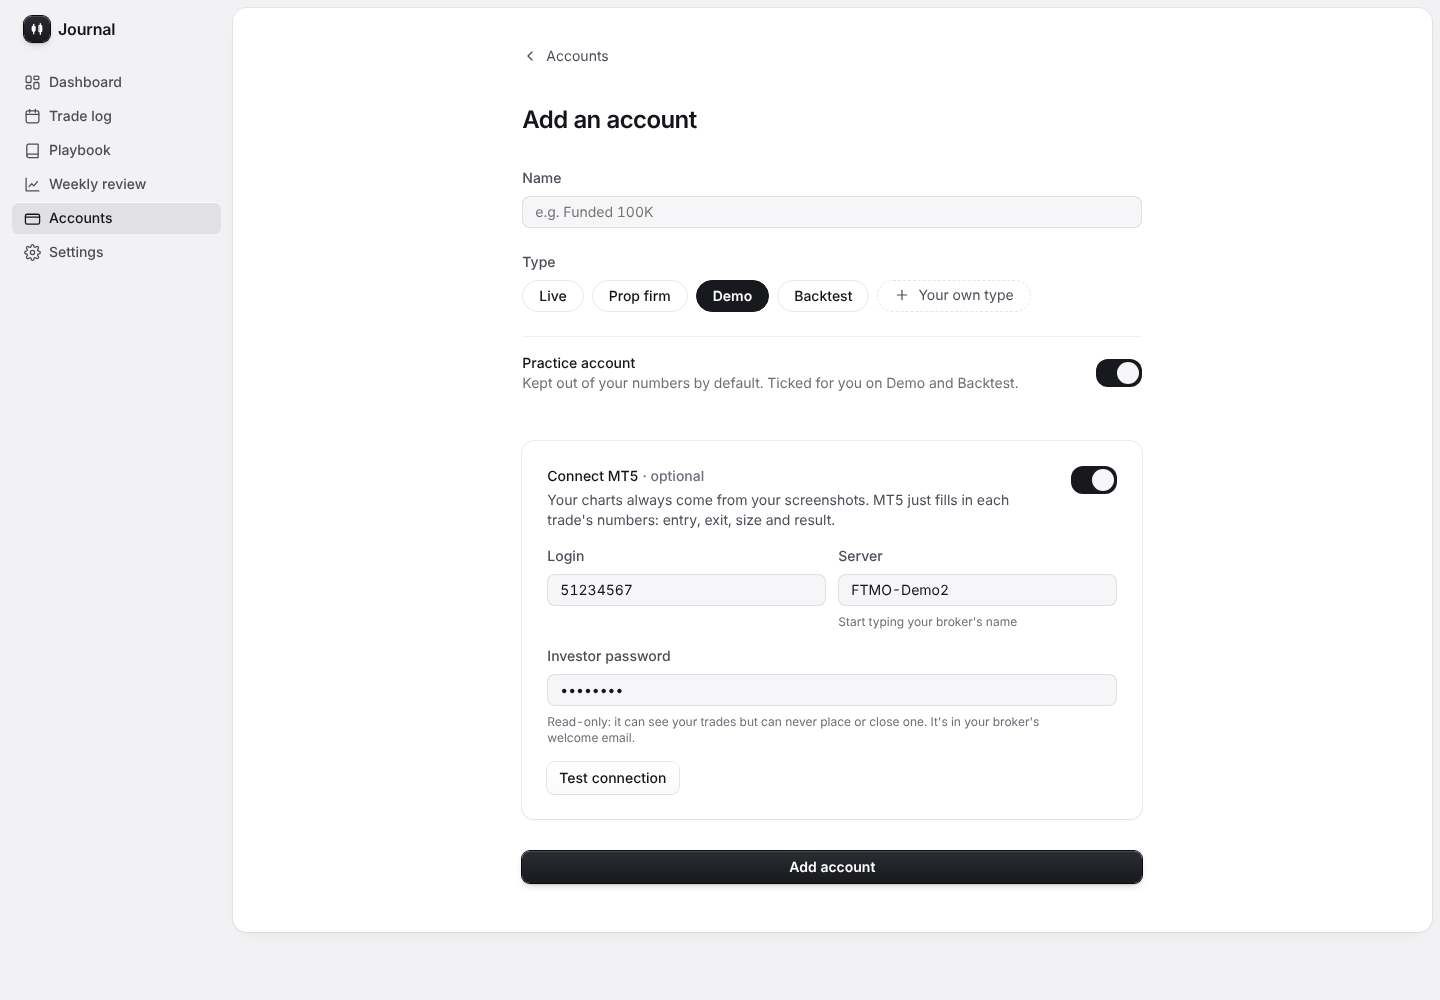 Journal
Dashboard
Trade log
Playbook
Weekly review
Accounts
Settings
Accounts
Add an account
Name
e.g. Funded 100K
Type
Live
Prop firm
Demo
Backtest
Your own type
Practice account
Kept out of your numbers by default. Ticked for you on Demo and Backtest.
Connect MT5 · optional
Your charts always come from your screenshots. MT5 just fills in each
trade's numbers: entry, exit, size and result.
Login
Server
51234567
FTMO-Demo2
Start typing your broker's name
Investor password
••••••••
Read-only: it can see your trades but can never place or close one. It's in your broker's
welcome email.
Test connection
Add account